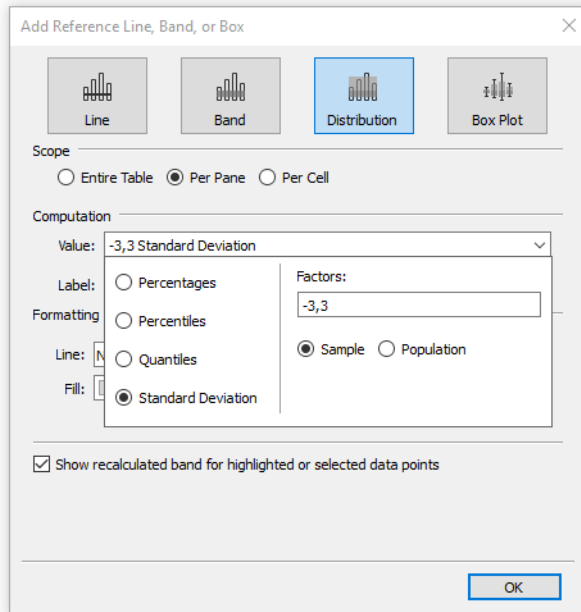 Add Reference Line, Band, or Box
Line Band Distribution Box Plot
Scope
Entire Table Per Pane Per Cell
Computation
Value: -3,3 Standard Deviation
Percentages
Factors:
Label:
-3,3
Formatting
Percentiles
Sample Population
Line: N
Quantiles
Fill:
Standard Deviation
Show recalculated band for highlighted or selected data points
OK